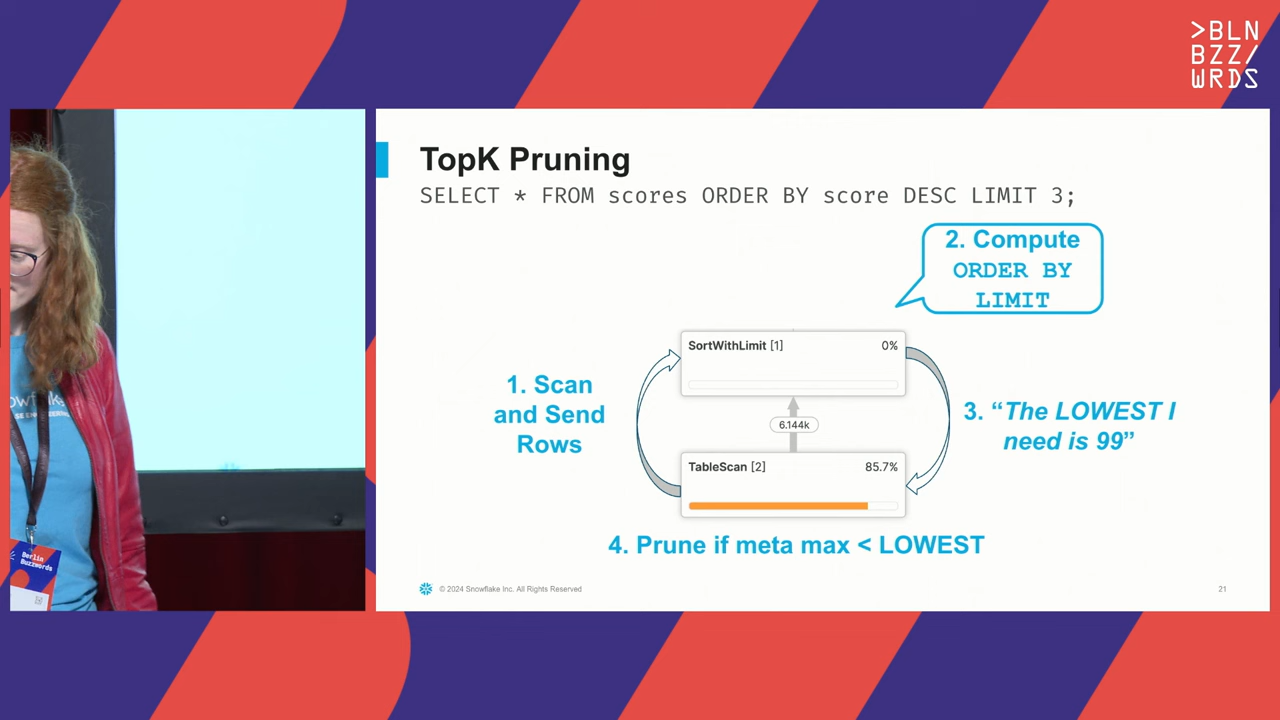 >BLN
BZZ/
WRDS
TopK Pruning
SELECT * FROM scores ORDER BY score DESC LIMIT 3;
2. Compute
ORDER BY
LIMIT
SortWithLimit [1] 0%
1. Scan
and Send
Rows
6.144k
3. “The LOWEST I
need is 99”
TableScan [2] 85.7%
4. Prune if meta max < LOWEST
© 2024 Snowflake Inc. All Rights Reserved
21
Berlin
Buzzwords